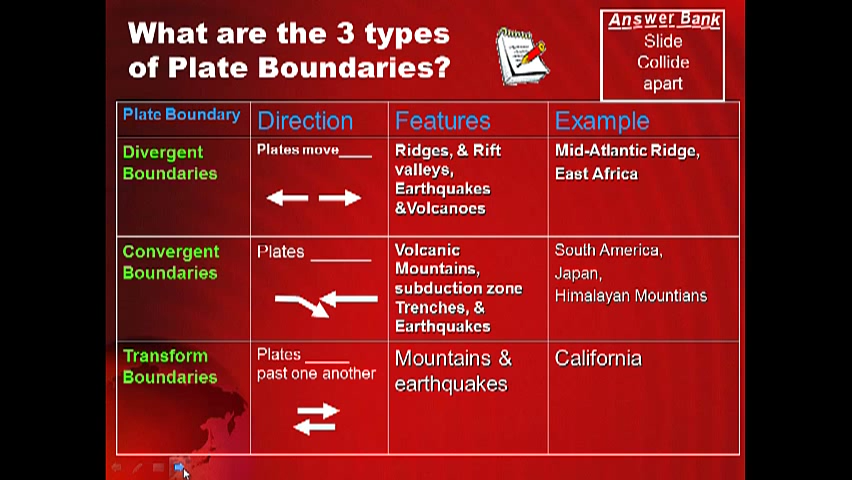 What are the 3 types
of Plate Boundaries?
Answer Bank
Slide
Collide
apart
Plate Boundary
Direction
Features
Example
Divergent
Boundaries
Plates move____
Ridges, & Rift
valleys,
Earthquakes
&Volcanoes
Mid-Atlantic Ridge,
East Africa
Convergent
Boundaries
Plates _______
Volcanic
Mountains,
subduction zone
Trenches, &
Earthquakes
South America,
Japan,
Himalayan Mountians
Transform
Boundaries
Plates _____
past one another
Mountains &
earthquakes
California